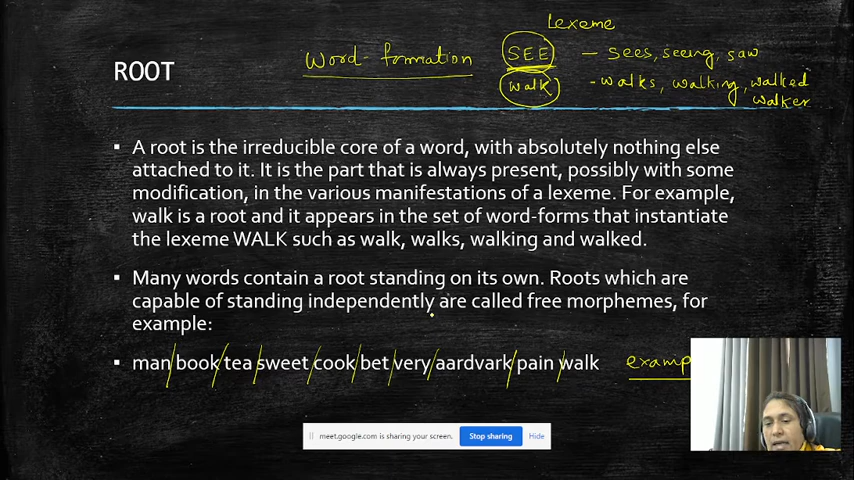 Lexeme
ROOT
Word-formation
SEE - sees, seeing, saw
Walk - walks, walking, walked
walker
▪ A root is the irreducible core of a word, with absolutely nothing else
attached to it. It is the part that is always present, possibly with some
modification, in the various manifestations of a lexeme. For example,
walk is a root and it appears in the set of word-forms that instantiate
the lexeme WALK such as walk, walks, walking and walked.
▪ Many words contain a root standing on its own. Roots which are
capable of standing independently are called free morphemes, for
example:
▪ man/book/tea/sweet/cook/bet/very/aardvark/pain/walk
meet.google.com is sharing your screen. Stop sharing Hide